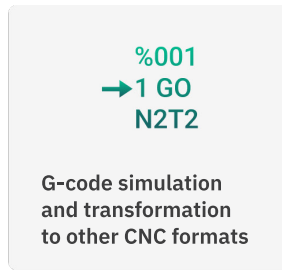 %001
1 GO
N2T2
G-code simulation
and transformation
to other CNC formats